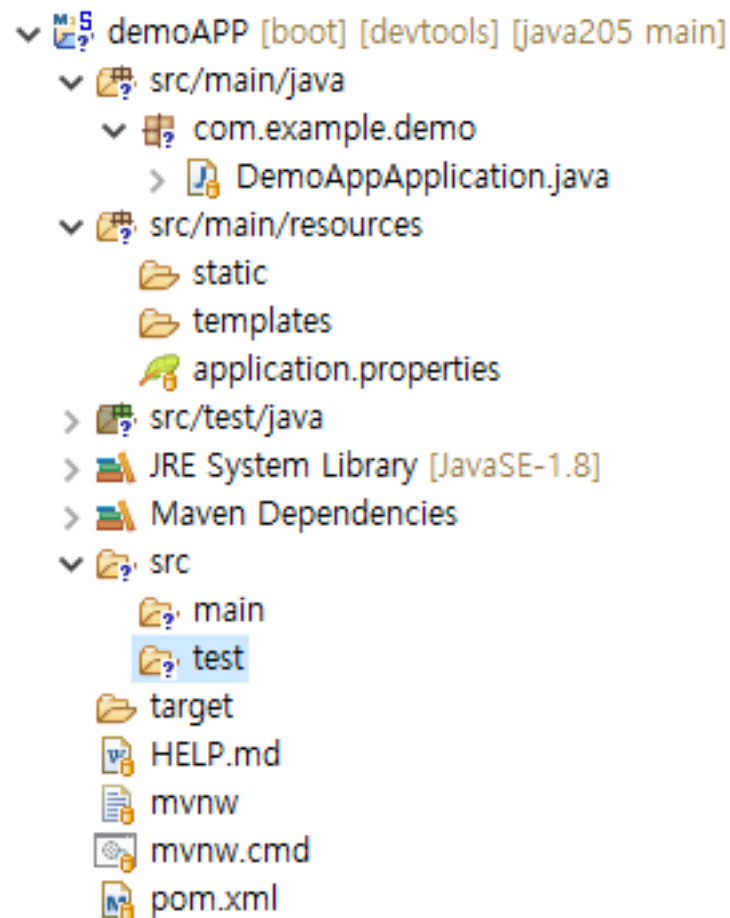 demoAPP [boot] [devtools] [java205 main]
src/main/java
com.example.demo
DemoAppApplication.java
src/main/resources
static
templates
application.properties
src/test/java
JRE System Library [JavaSE-1.8]
Maven Dependencies
src
main
test
target
HELP.md
mvnw
mvnw.cmd
pom.xml